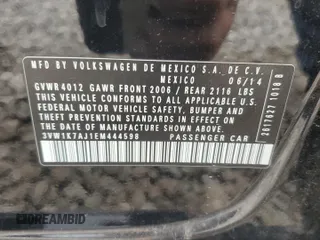 MFD BY VOLKSWAGEN DE MEXICO S.A. DE C.V.
MEXICO 06/14
GVWR 4012 GAWR FRONT 2006 / REAR 2116 LBS
THIS VEHICLE CONFORMS TO ALL APPLICABLE U.S.
FEDERAL MOTOR VEHICLE SAFETY, BUMPER AND
THEFT PREVENTION STANDARDS IN EFFECT ON THE
DATE OF MANUFACTURE SHOWN ABOVE.
3VW1K7AJ1EM444598 PASSENGER CAR
DREAMBID